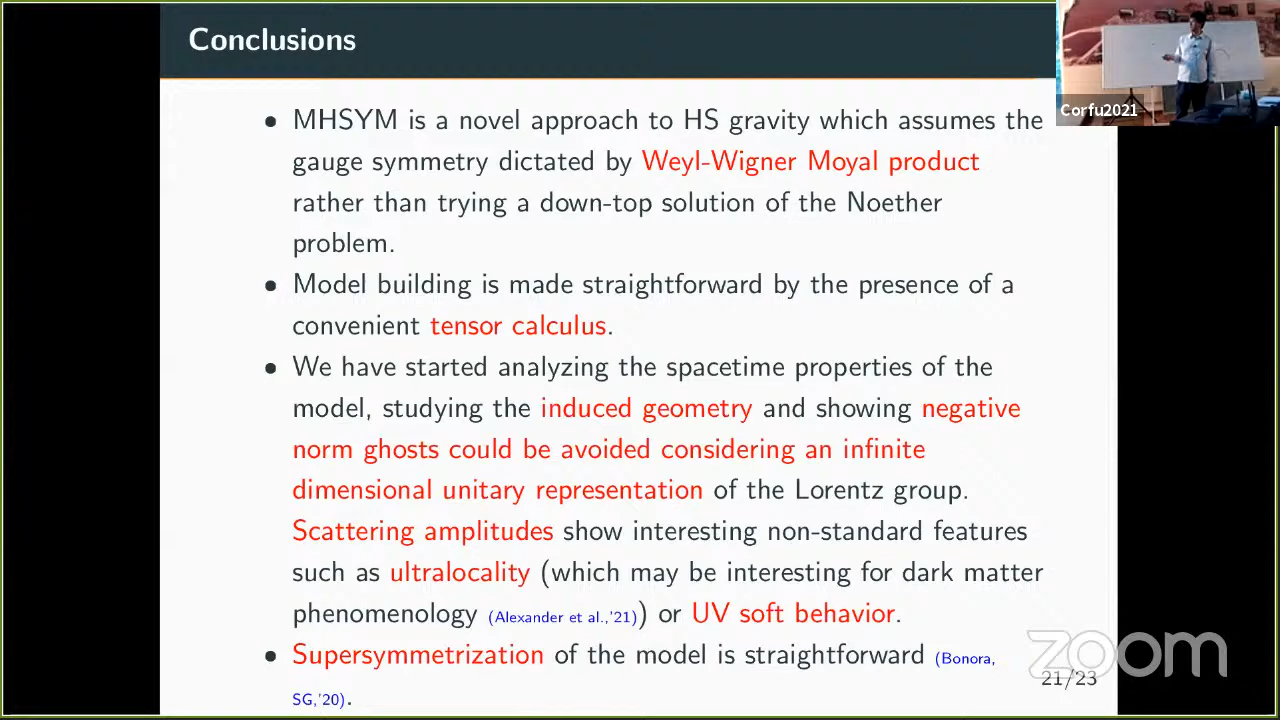 Conclusions
Corfu2021
• MHSYM is a novel approach to HS gravity which assumes the
gauge symmetry dictated by Weyl-Wigner Moyal product
rather than trying a down-top solution of the Noether
problem.
• Model building is made straightforward by the presence of a
convenient tensor calculus.
• We have started analyzing the spacetime properties of the
model, studying the induced geometry and showing negative
norm ghosts could be avoided considering an infinite
dimensional unitary representation of the Lorentz group.
Scattering amplitudes show interesting non-standard features
such as ultralocality (which may be interesting for dark matter
phenomenology (Alexander et al.,'21)) or UV soft behavior.
• Supersymmetrization of the model is straightforward (Bonora,
SG,'20).
zoom
21/23